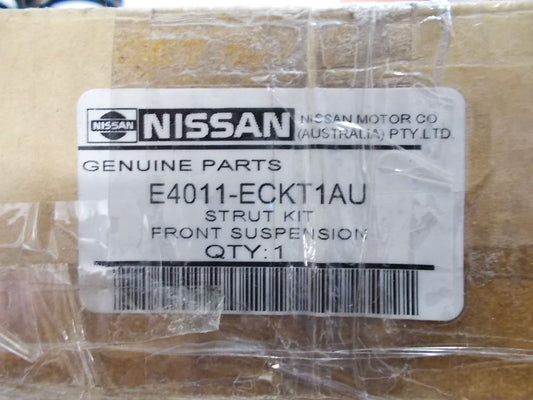 NISSAN NISSAN NISSAN MOTOR CO
(AUSTRALIA) PTY.LTD.
GENUINE PARTS
E4011-ECKT1AU
STRUT KIT
FRONT SUSPENSION
QTY:1